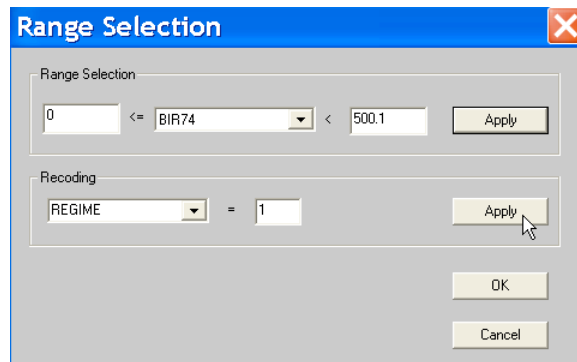 Range Selection
Range Selection
0 <= BIR74 < 500.1 Apply
Recoding
REGIME = 1 Apply
OK
Cancel